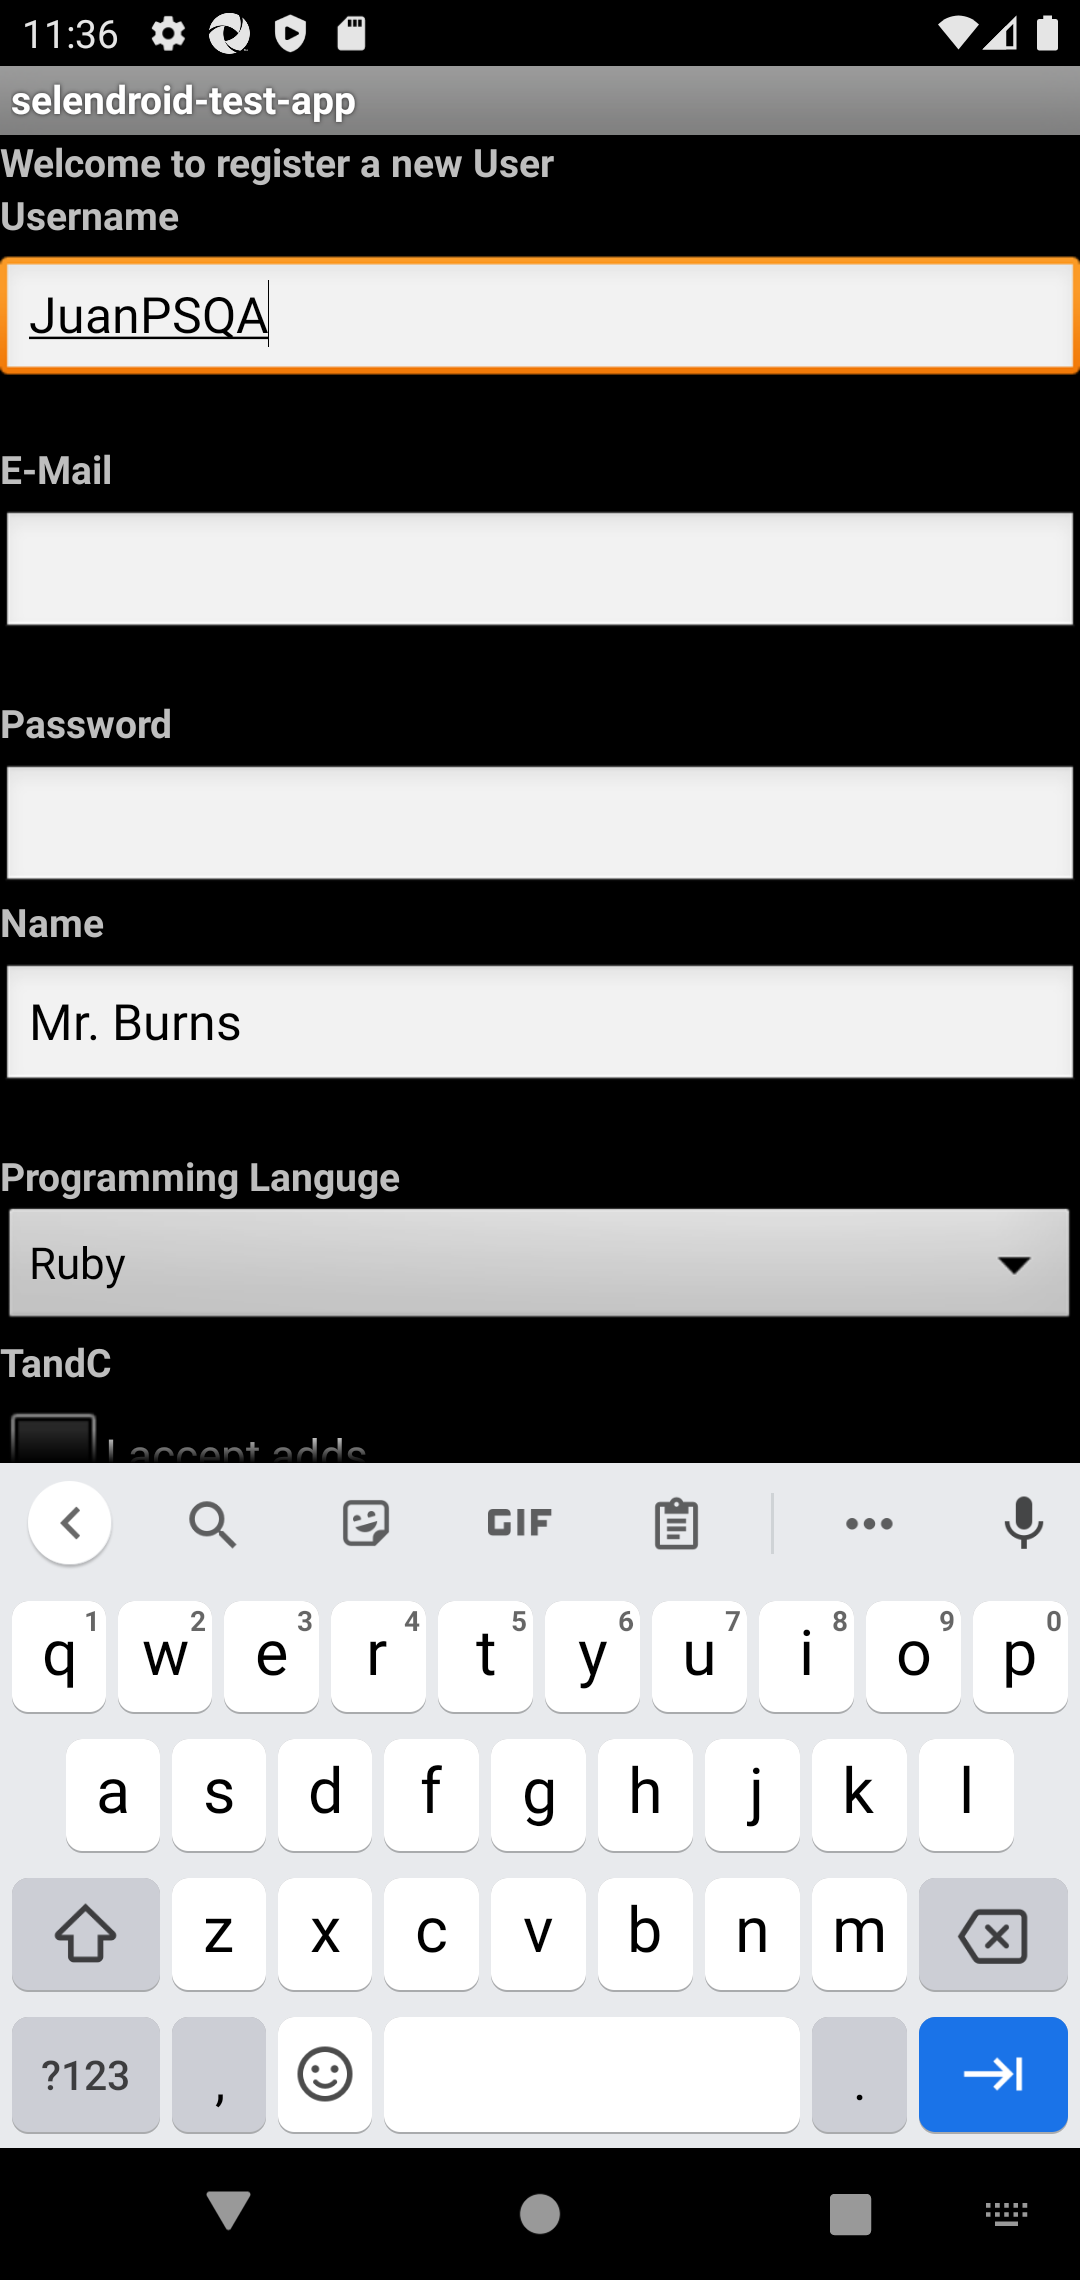 11:36
selendroid-test-app
Welcome to register a new User
Username
JuanPSQA
E-Mail
Password
Name
Mr. Burns
Programming Languge
Ruby
TandC
I accept adds
GIF
q 1 w 2 e 3 r 4 t 5 y 6 u 7 i 8 o 9 p 0
a s d f g h j k l
z x c v b n m
?123 , .